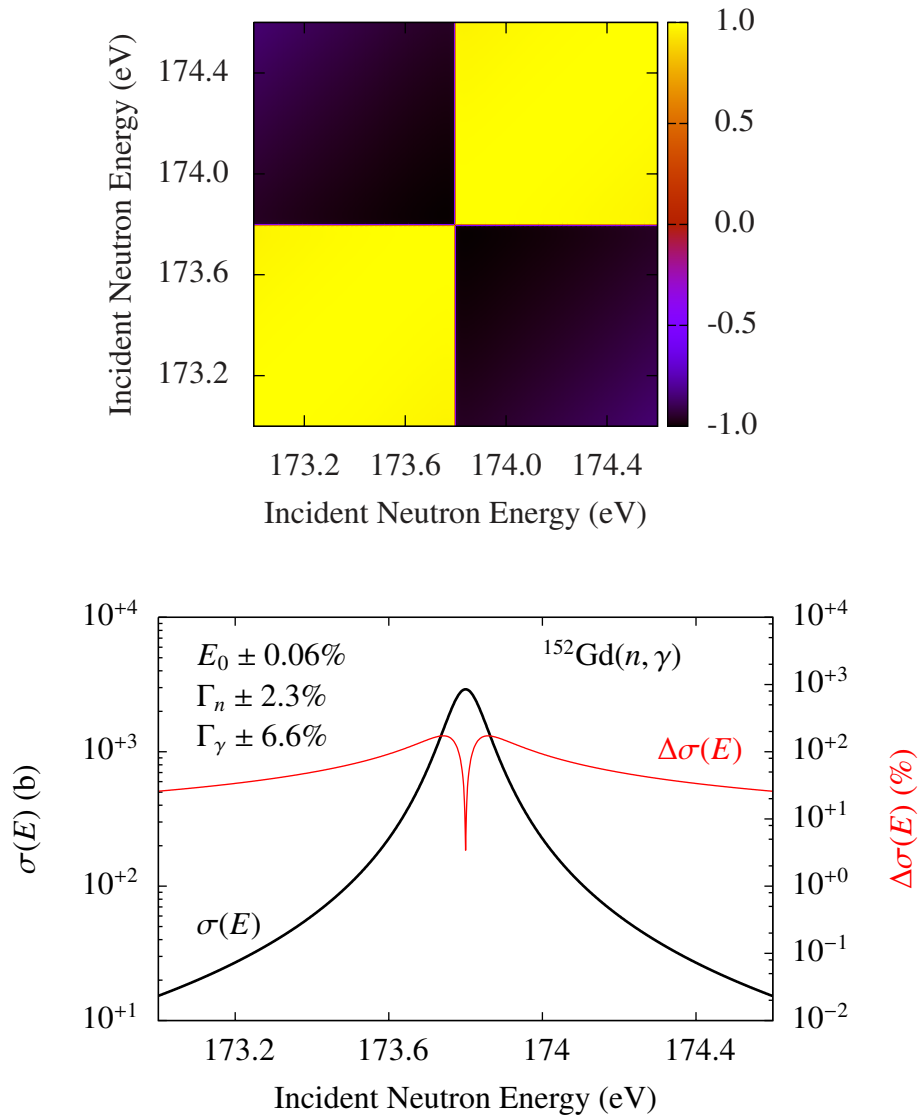 1.0
174.4
0.5
174.0
0.0
173.6
-0.5
173.2
-1.0
Incident Neutron Energy (eV)
173.2 173.6 174.0 174.4
Incident Neutron Energy (eV)
10⁺⁴ 10⁺⁴
E₀ ± 0.06% ¹⁵²Gd(n, γ)
Γₙ ± 2.3% 10⁺³
Γᵧ ± 6.6%
10⁺³ Δσ(E) 10⁺²
10⁺¹
10⁺² 10⁺⁰
σ(E) 10⁻¹
10⁺¹ 10⁻²
σ(E) (b)
Δσ(E) (%)
173.2 173.6 174 174.4
Incident Neutron Energy (eV)